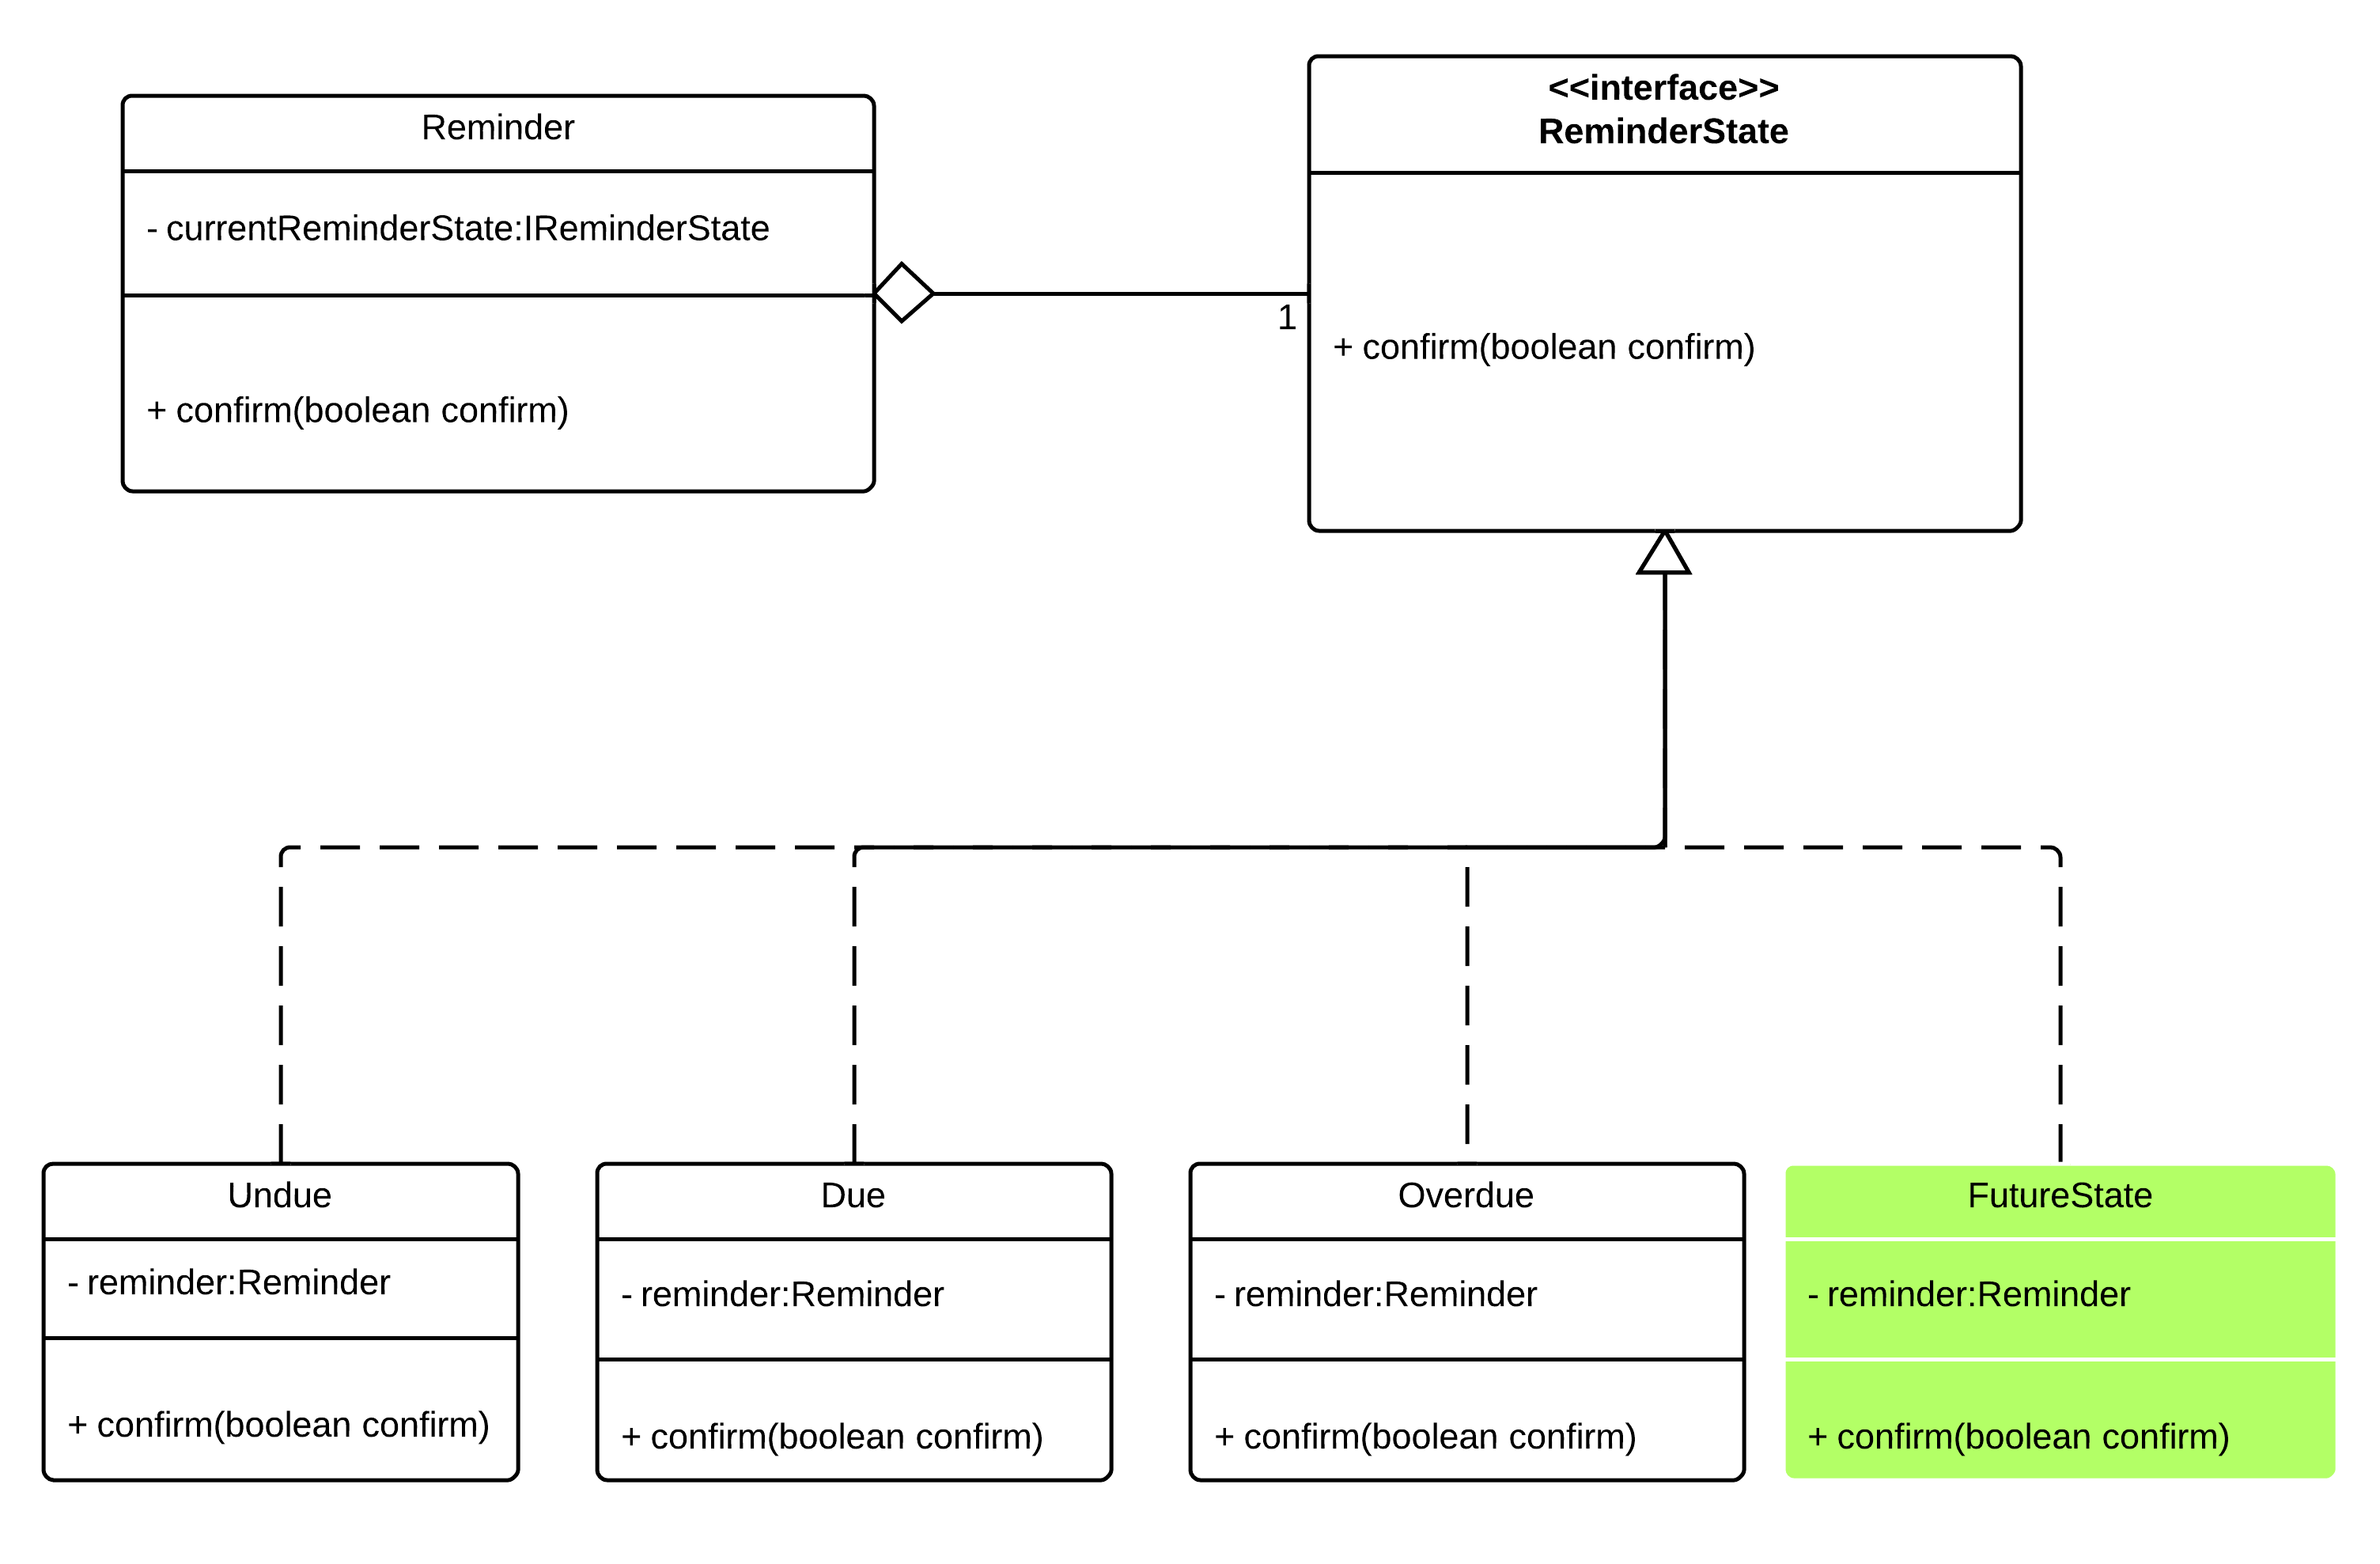 Reminder
- currentReminderState:IReminderState
+ confirm(boolean confirm)
<<interface>>
ReminderState
+ confirm(boolean confirm)
1
Undue
- reminder:Reminder
+ confirm(boolean confirm)
Due
- reminder:Reminder
+ confirm(boolean confirm)
Overdue
- reminder:Reminder
+ confirm(boolean confirm)
FutureState
- reminder:Reminder
+ confirm(boolean confirm)